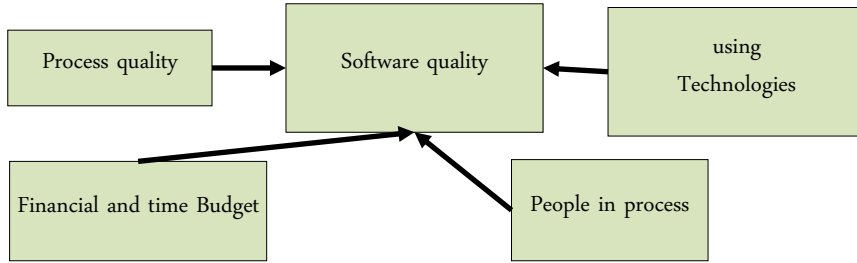 Process quality
Software quality
using
Technologies
Financial and time Budget
People in process